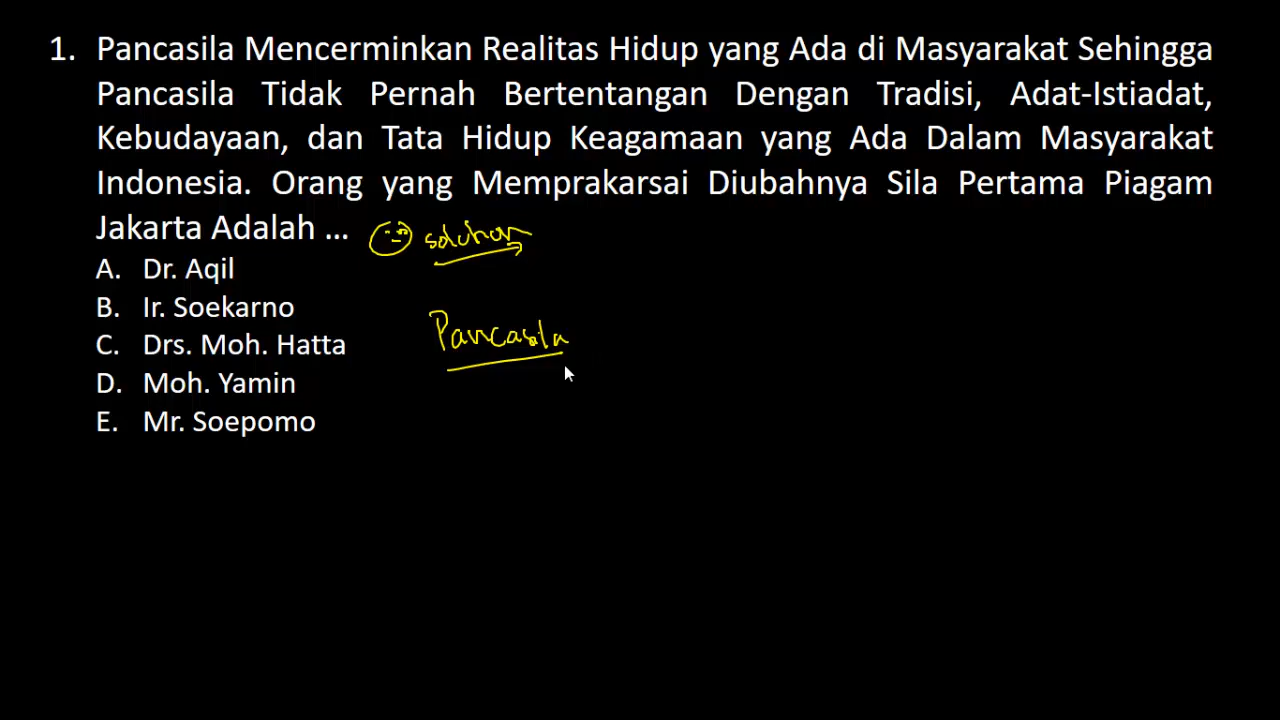 1. Pancasila Mencerminkan Realitas Hidup yang Ada di Masyarakat Sehingga
Pancasila Tidak Pernah Bertentangan Dengan Tradisi, Adat-Istiadat,
Kebudayaan, dan Tata Hidup Keagamaan yang Ada Dalam Masyarakat
Indonesia. Orang yang Memprakarsai Diubahnya Sila Pertama Piagam
Jakarta Adalah ...
A. Dr. Aqil
B. Ir. Soekarno
C. Drs. Moh. Hatta
Pancasila
D. Moh. Yamin
E. Mr. Soepomo